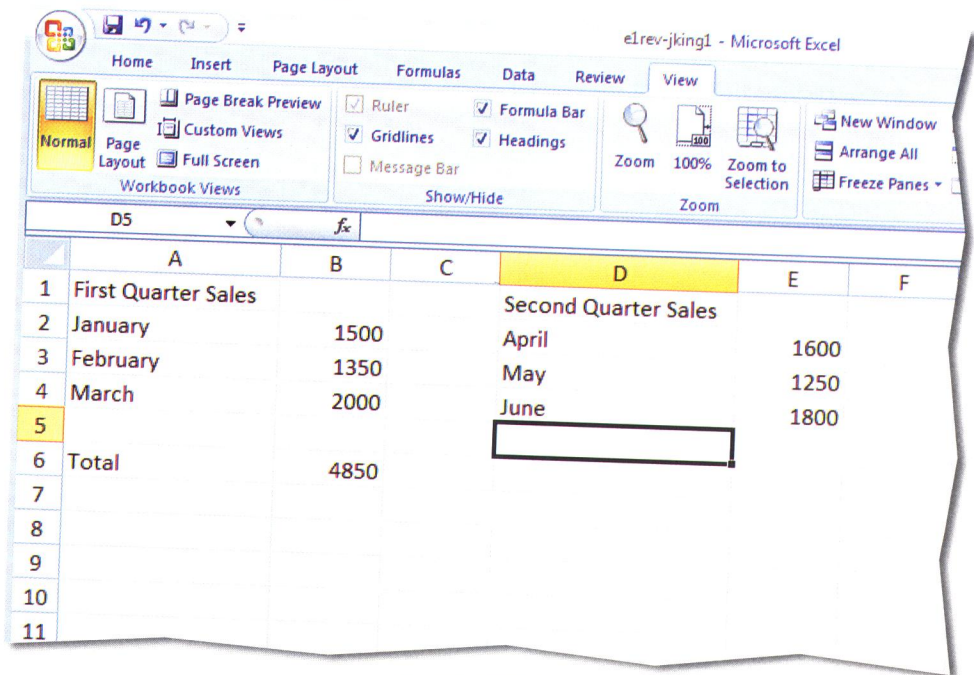 e1rev-jking1 - Microsoft Excel
Home Insert Page Layout Formulas Data Review View
Normal
Page Layout
Page Break Preview
Custom Views
Full Screen
Workbook Views
Ruler
Gridlines
Message Bar
Formula Bar
Headings
Show/Hide
Zoom
100
100%
Zoom to Selection
Zoom
New Window
Arrange All
Freeze Panes
D5 fx
A B C D E F
1 First Quarter Sales Second Quarter Sales
2 January 1500 April 1600
3 February 1350 May 1250
4 March 2000 June 1800
5
6 Total 4850
7
8
9
10
11